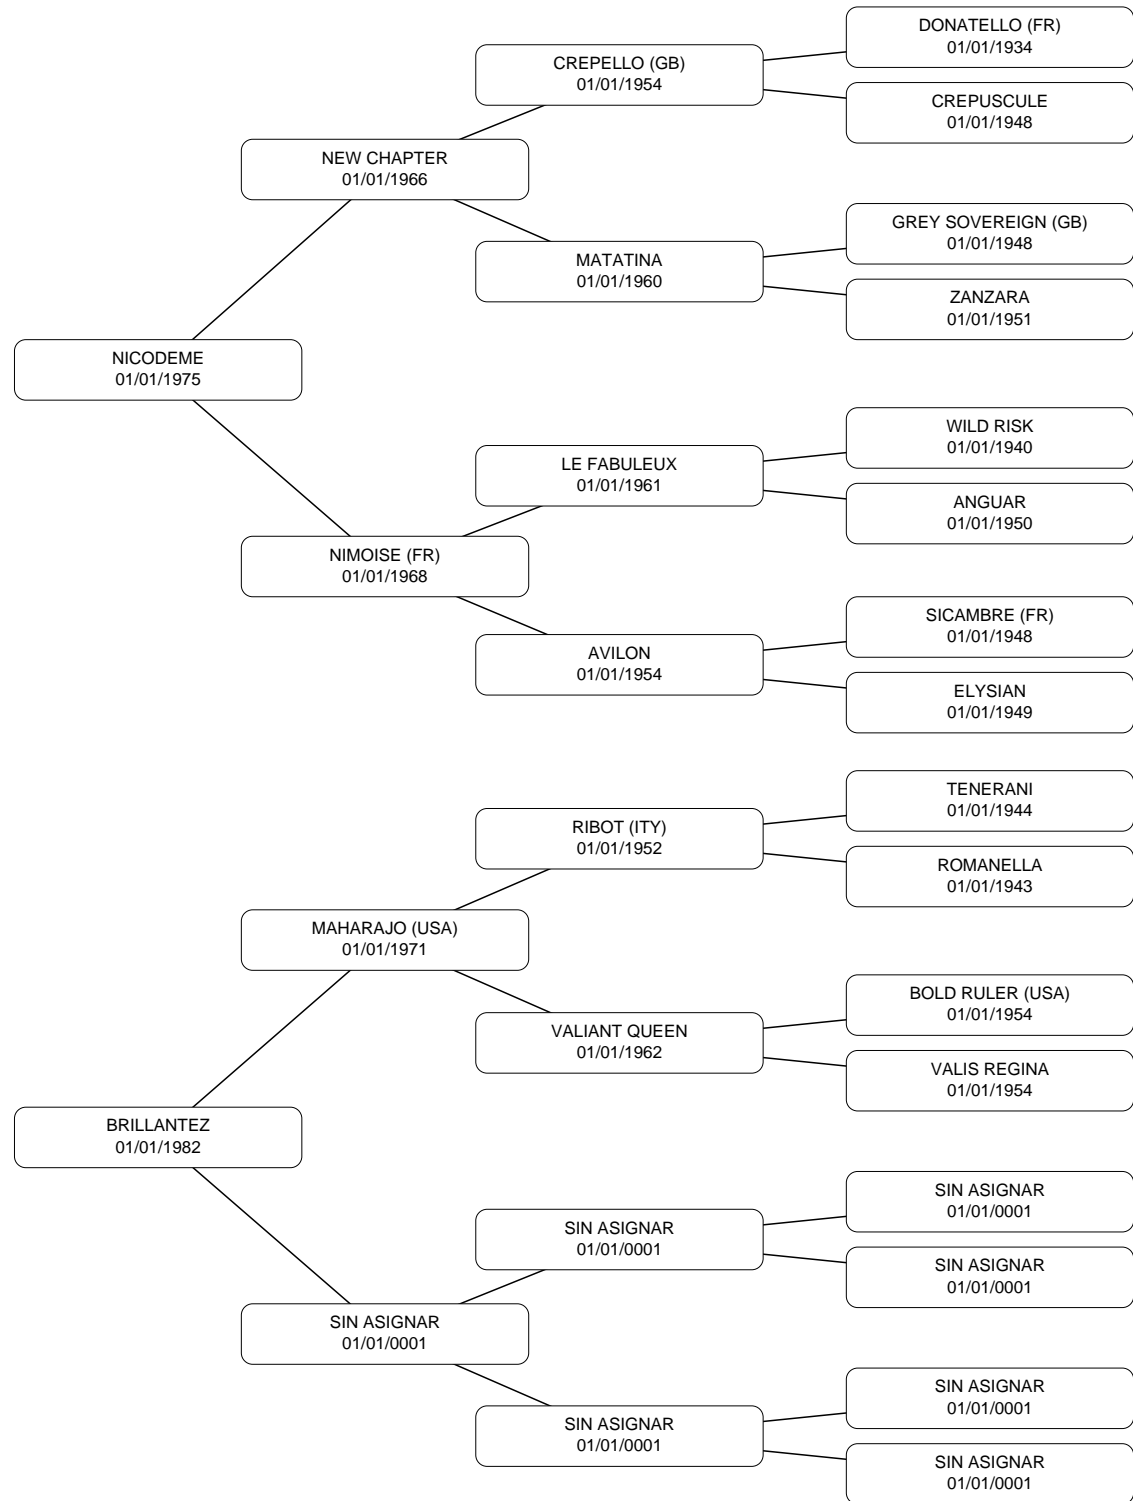 DONATELLO (FR)
01/01/1934
CREPELLO (GB)
01/01/1954
CREPUSCULE
01/01/1948
NEW CHAPTER
01/01/1966
GREY SOVEREIGN (GB)
01/01/1948
MATATINA
01/01/1960
ZANZARA
01/01/1951
NICODEME
01/01/1975
WILD RISK
01/01/1940
LE FABULEUX
01/01/1961
ANGUAR
01/01/1950
NIMOISE (FR)
01/01/1968
SICAMBRE (FR)
01/01/1948
AVILON
01/01/1954
ELYSIAN
01/01/1949
TENERANI
01/01/1944
RIBOT (ITY)
01/01/1952
ROMANELLA
01/01/1943
MAHARAJO (USA)
01/01/1971
BOLD RULER (USA)
01/01/1954
VALIANT QUEEN
01/01/1962
VALIS REGINA
01/01/1954
BRILLANTEZ
01/01/1982
SIN ASIGNAR
01/01/0001
SIN ASIGNAR
01/01/0001
SIN ASIGNAR
01/01/0001
SIN ASIGNAR
01/01/0001
SIN ASIGNAR
01/01/0001
SIN ASIGNAR
01/01/0001
SIN ASIGNAR
01/01/0001